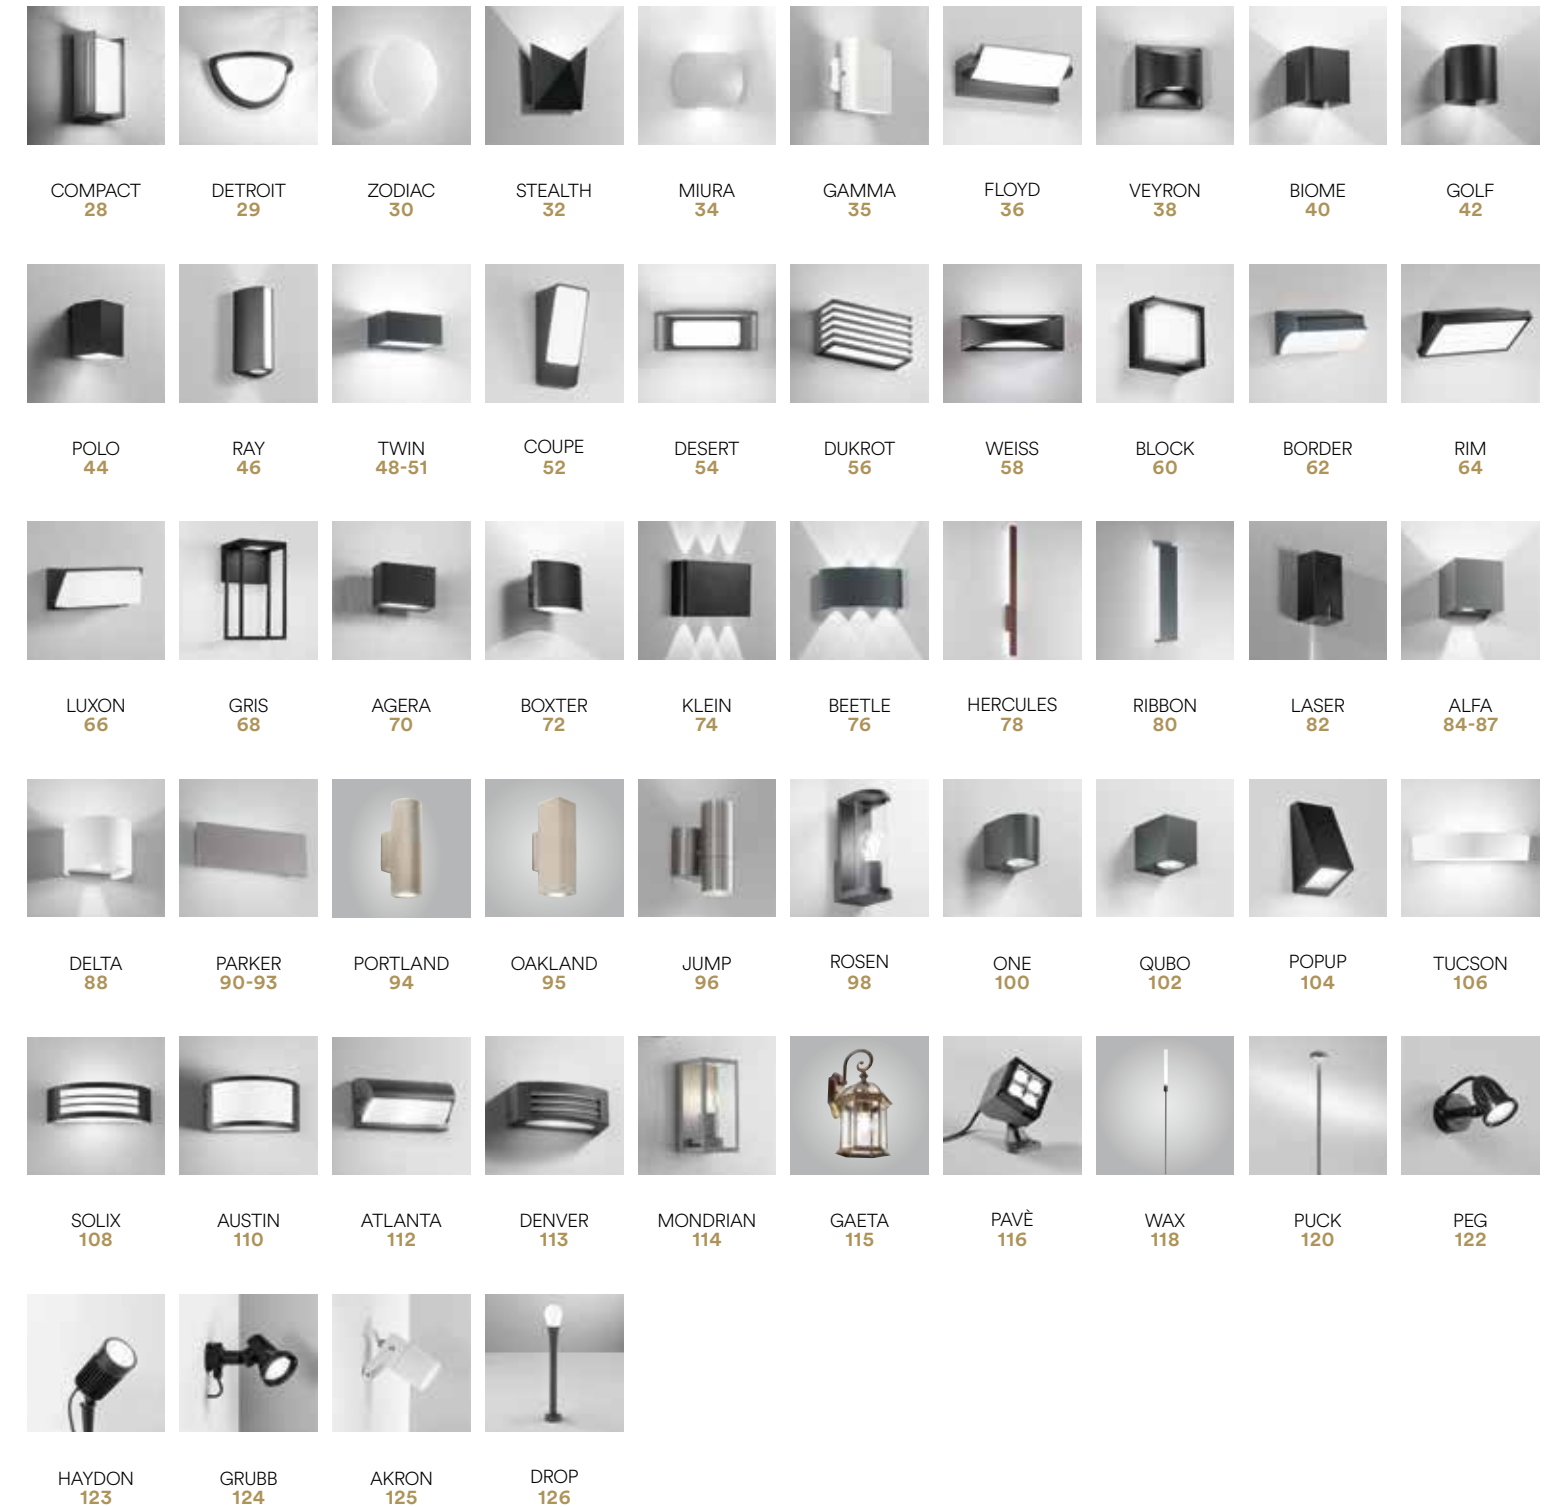 COMPACT DETROIT ZODIAC STEALTH MIURA GAMMA FLOYD VEYRON BIOME GOLF
28 29 30 32 34 35 36 38 40 42
POLO RAY TWIN COUPE DESERT DUKROT WEISS BLOCK BORDER RIM
44 46 48-51 52 54 56 58 60 62 64
LUXON GRIS AGERA BOXTER KLEIN BEETLE HERCULES RIBBON LASER ALFA
66 68 70 72 74 76 78 80 82 84-87
DELTA PARKER PORTLAND OAKLAND JUMP ROSEN ONE QUBO POPUP TUCSON
88 90-93 94 95 96 98 100 102 104 106
SOLIX AUSTIN ATLANTA DENVER MONDRIAN GAETA PAVÈ WAX PUCK PEG
108 110 112 113 114 115 116 118 120 122
HAYDON GRUBB AKRON DROP
123 124 125 126